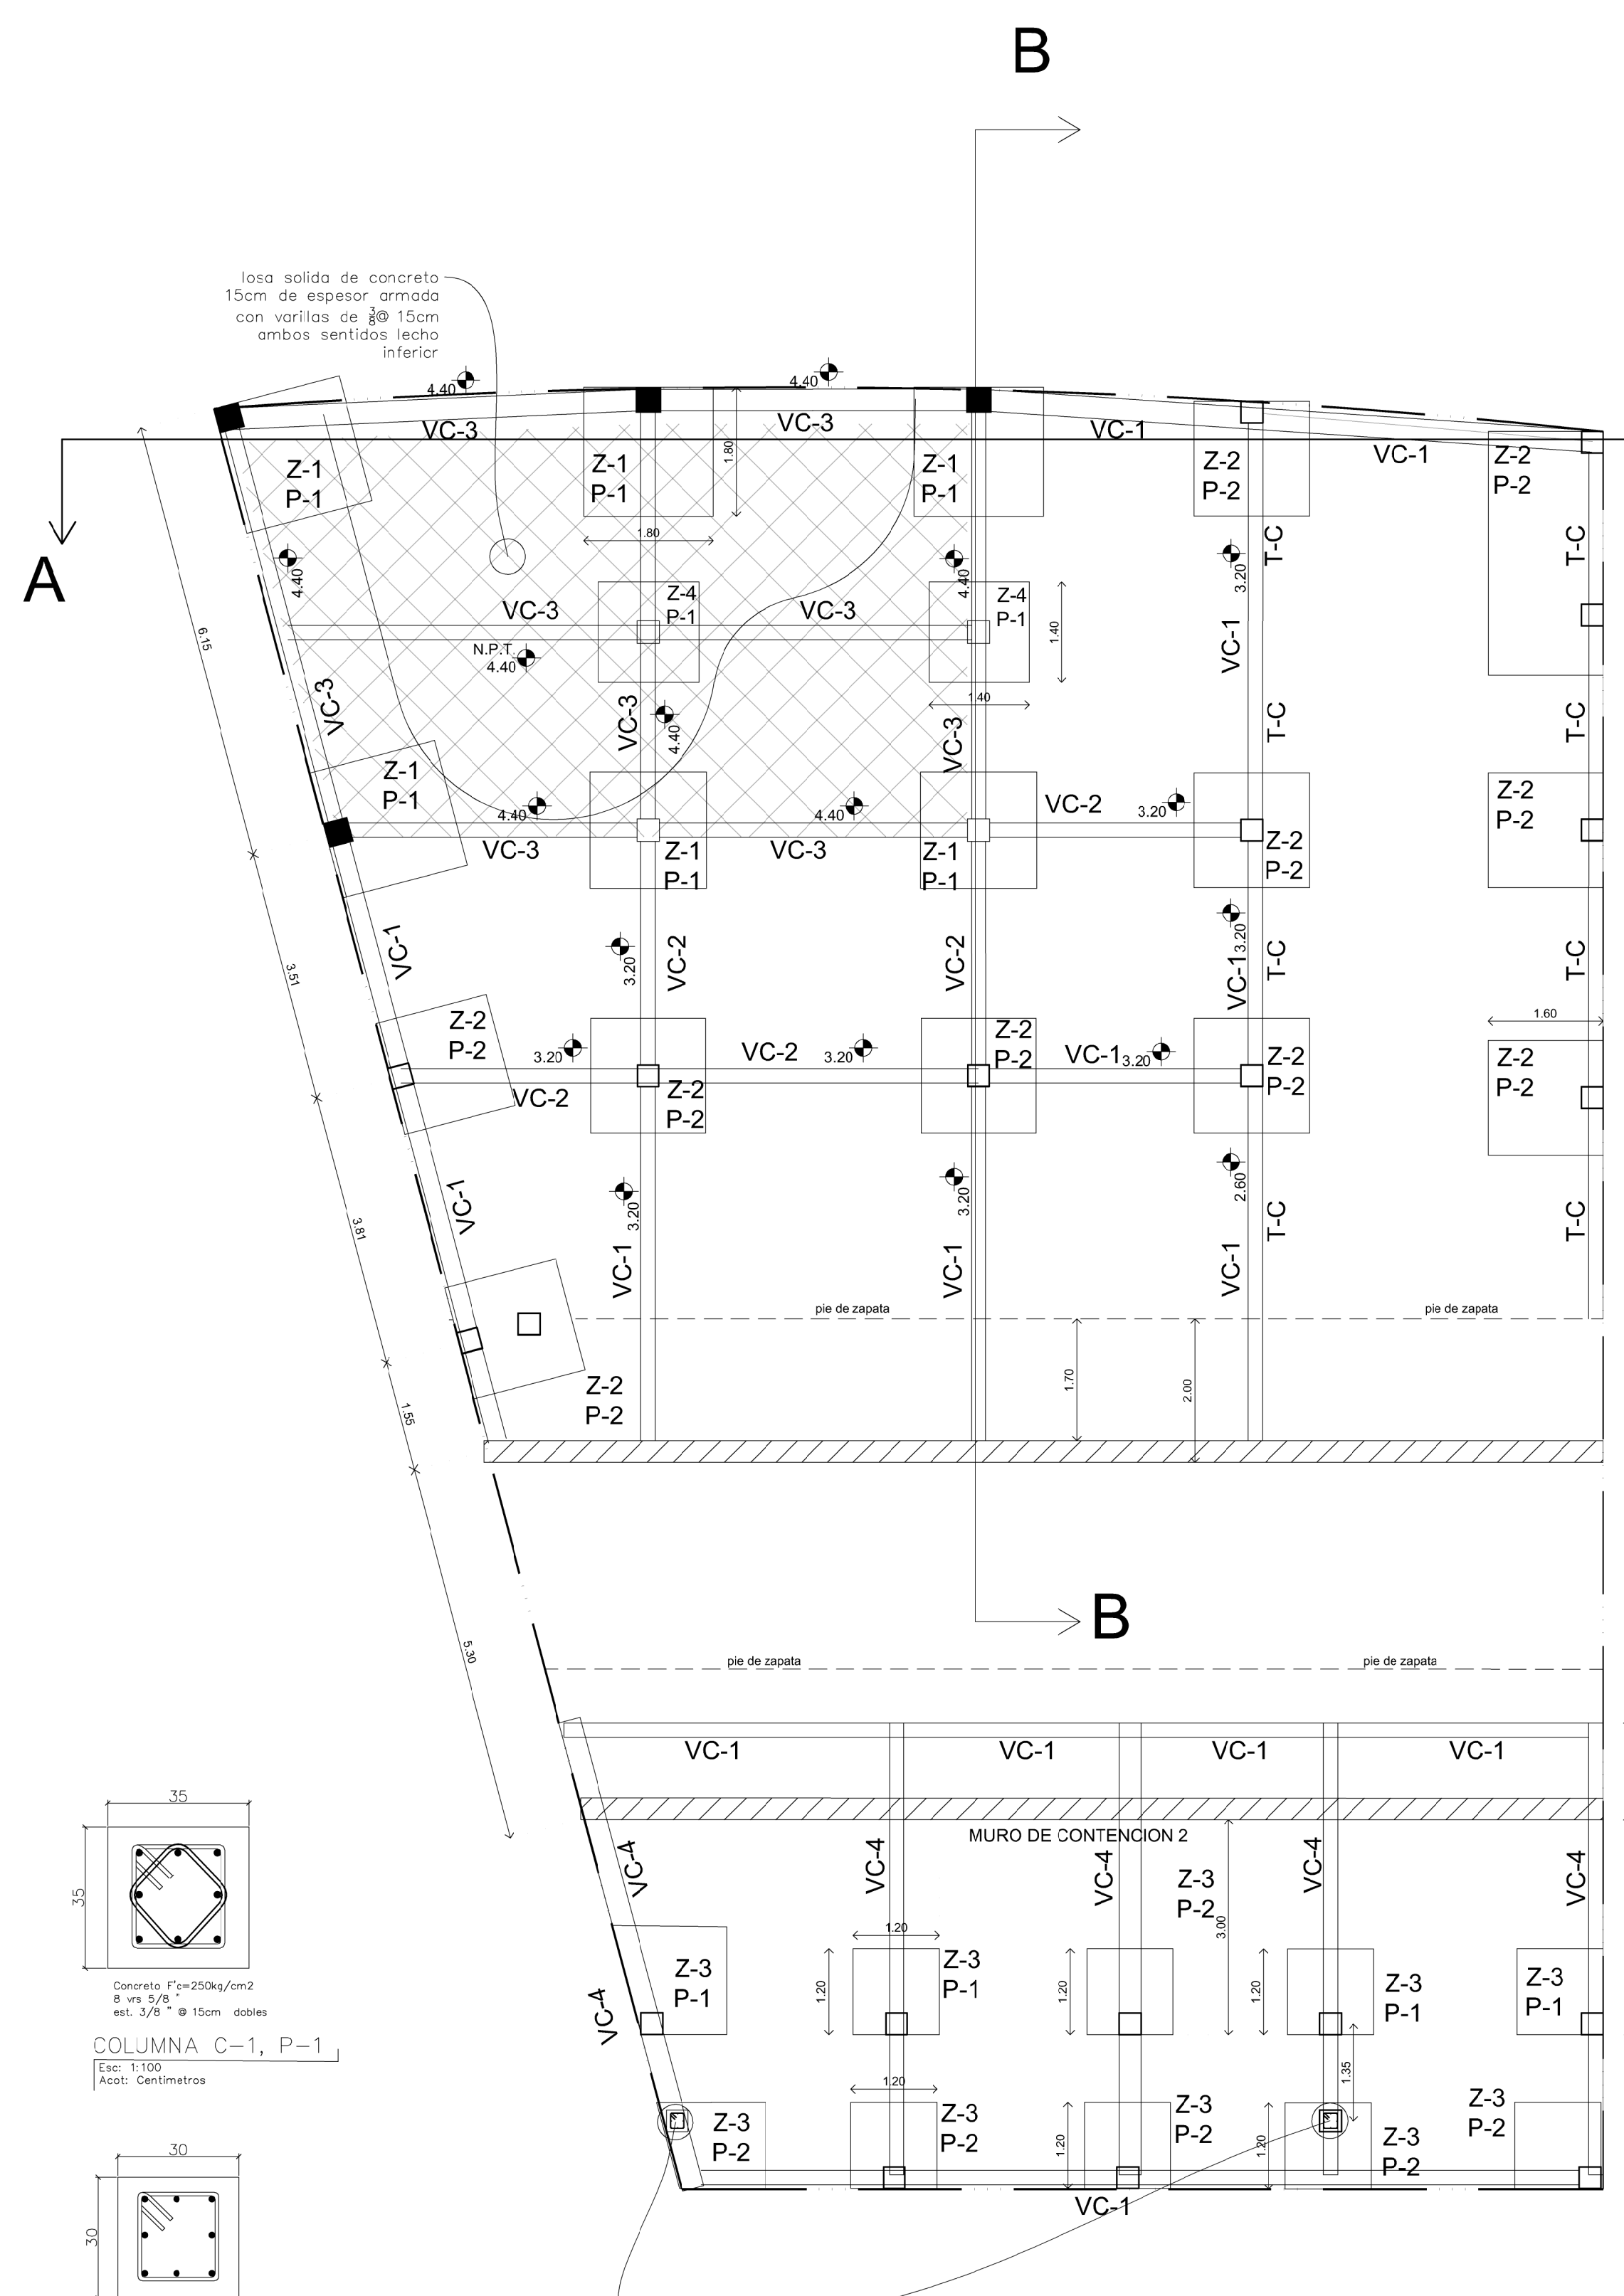 B
losa solida de concreto
15cm de espesor armada
con varillas de 3/8@ 15cm
ambos sentidos lecho
inferior
4.40
4.40
VC-3
VC-3
VC-1
VC-1
1.80
Z-1
P-1
Z-1
P-1
Z-1
P-1
Z-2
P-2
Z-2
P-2
1.80
A
4.40
4.40
3.20
T-C
T-C
VC-3
Z-4
P-1
VC-3
Z-4
P-1
1.40
VC-1
6.15
N.P.T.
4.40
1.40
VC-3
VC-3
4.40
VC-3
T-C
T-C
Z-1
P-1
4.40
4.40
VC-2
3.20
Z-2
P-2
VC-3
Z-1
P-1
VC-3
Z-1
P-1
Z-2
P-2
VC-1
3.20
VC-2
VC-2
3.20
VC-1
T-C
T-C
3.51
Z-2
P-2
3.20
VC-2
3.20
Z-2
P-2
VC-1
3.20
Z-2
P-2
1.60
Z-2
P-2
VC-2
Z-2
P-2
3.81
VC-1
3.20
VC-1
3.20
VC-1
2.60
VC-1
T-C
T-C
pie de zapata
pie de zapata
Z-2
P-2
1.70
2.00
1.55
B
5.30
pie de zapata
pie de zapata
VC-1
VC-1
VC-1
VC-1
MURO DE CONTENCION 2
VC-4
VC-4
VC-4
VC-4
VC-4
Z-3
P-2
3.00
1.20
Z-3
P-1
1.20
Z-3
P-1
1.20
1.20
Z-3
P-1
Z-3
P-1
VC-4
1.35
1.20
Z-3
P-2
Z-3
P-2
1.20
Z-3
P-2
1.20
Z-3
P-2
Z-3
P-2
VC-1
35
35
Concreto F'c=250kg/cm2
8 vrs 5/8 "
est. 3/8 " @ 15cm dobles
COLUMNA C-1, P-1
Esc: 1:100
Acot: Centimetros
30
30